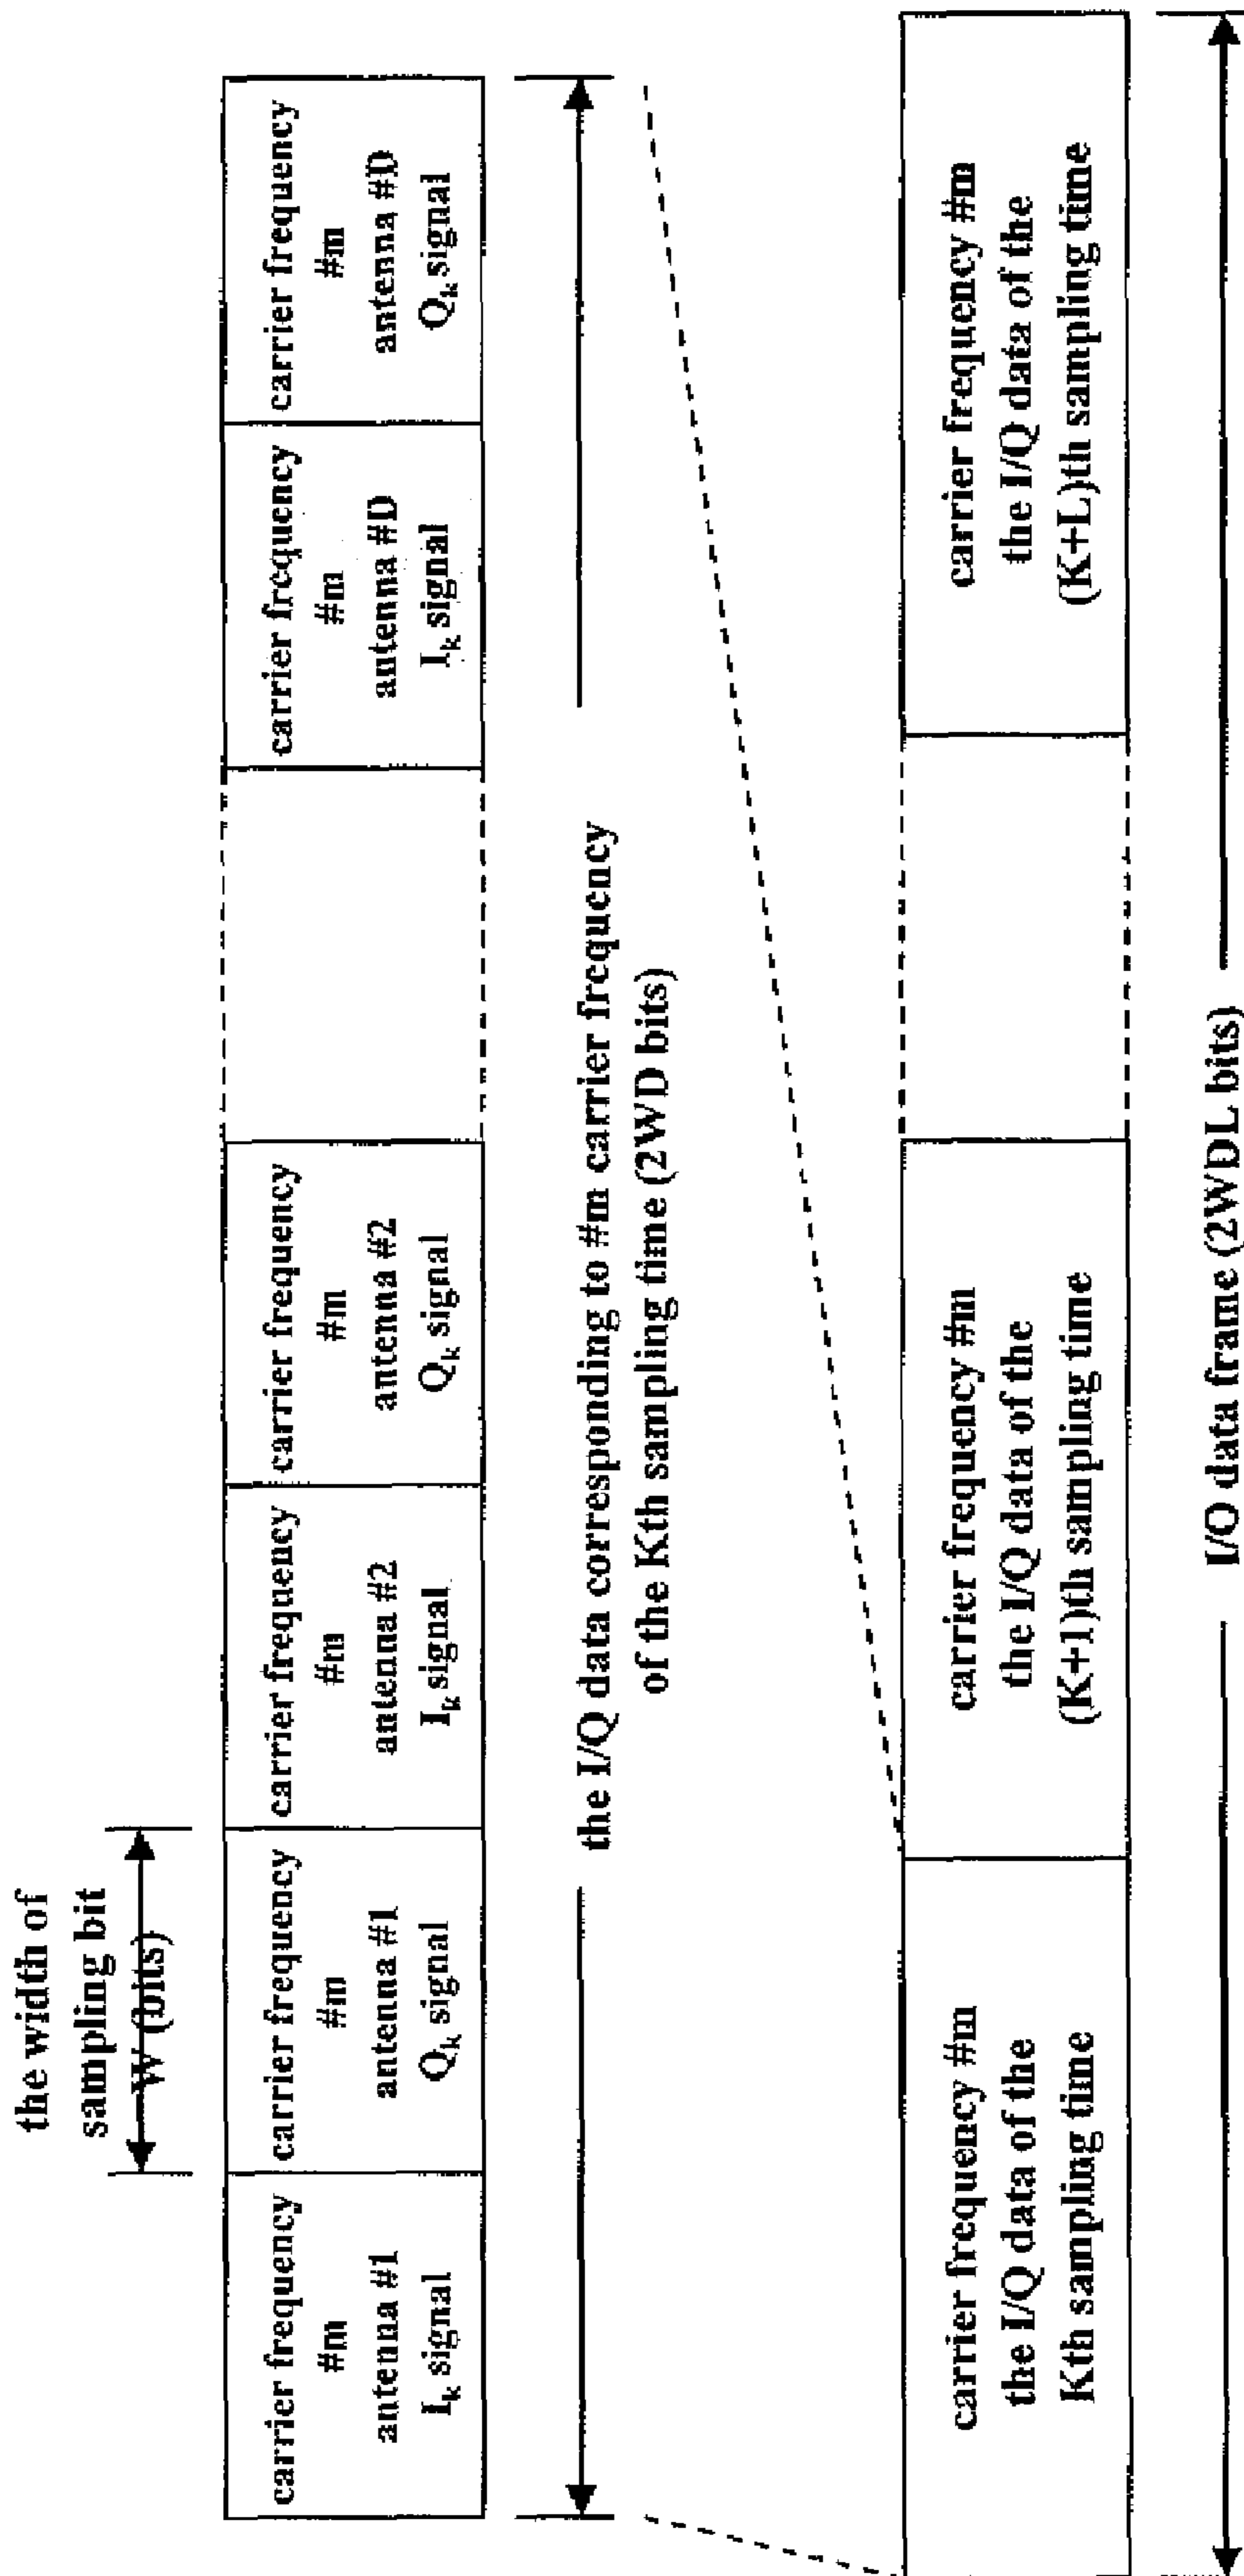 the width of
sampling bit
W (bits)
carrier frequency
#m
antenna #1
I_k signal
carrier frequency
#m
antenna #1
Q_k signal
carrier frequency
#m
antenna #2
I_k signal
carrier frequency
#m
antenna #2
Q_k signal
carrier frequency
#m
antenna #D
I_k signal
carrier frequency
#m
antenna #D
Q_k signal
the I/Q data corresponding to #m carrier frequency
of the Kth sampling time (2WD bits)
carrier frequency #m
the I/Q data of the
Kth sampling time
carrier frequency #m
the I/Q data of the
(K+1)th sampling time
carrier frequency #m
the I/Q data of the
(K+L)th sampling time
I/Q data frame (2WDL bits)